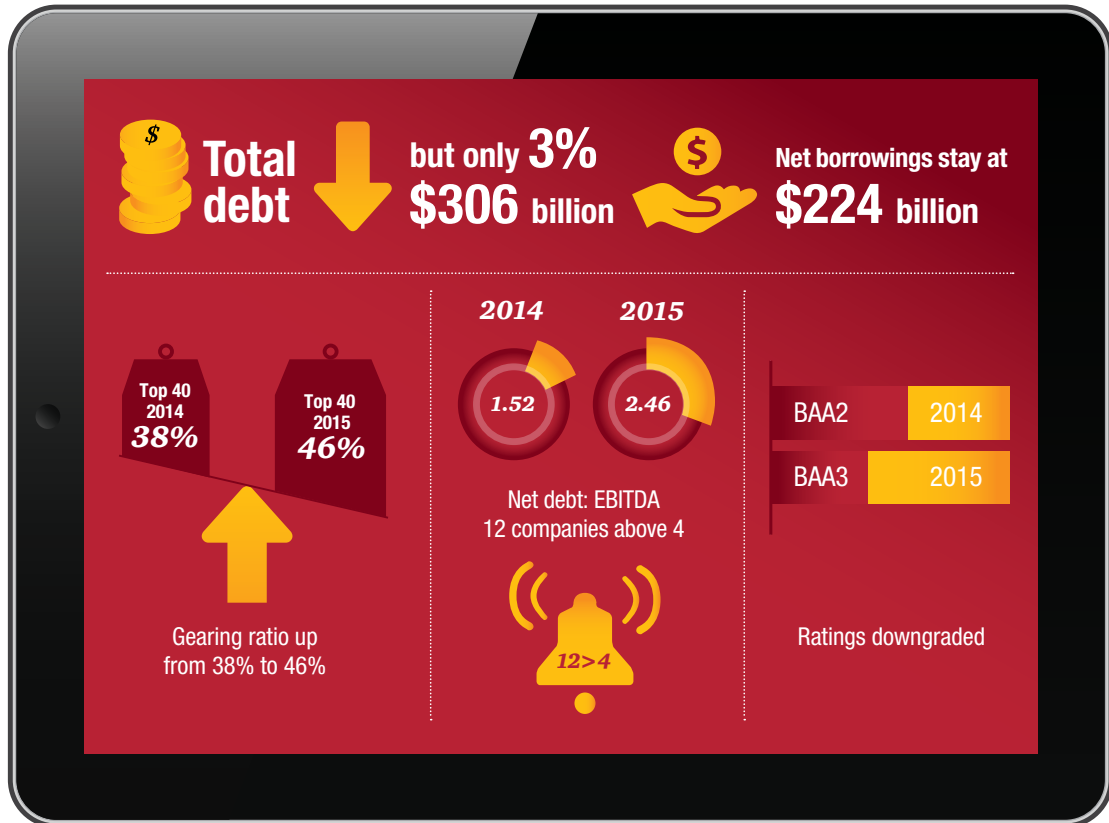 $
Total
debt
but only 3%
$306 billion
$
Net borrowings stay at
$224 billion
Top 40
2014
38%
Top 40
2015
46%
Gearing ratio up
from 38% to 46%
2014
2015
1.52
2.46
Net debt: EBITDA
12 companies above 4
12>4
BAA2
2014
BAA3
2015
Ratings downgraded